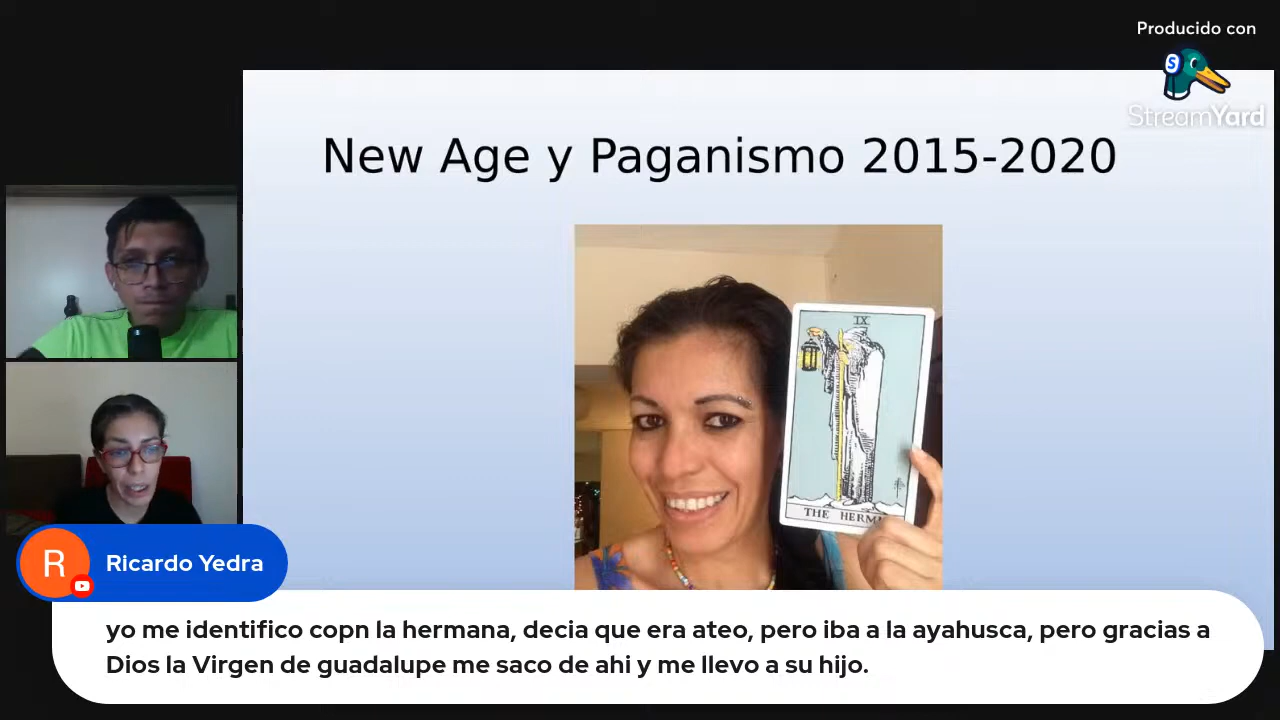 Producido con
StreamYard
New Age y Paganismo 2015-2020
IX
THE HERM
R
Ricardo Yedra
yo me identifico copn la hermana, decia que era ateo, pero iba a la ayahusca, pero gracias a
Dios la Virgen de guadalupe me saco de ahi y me llevo a su hijo.